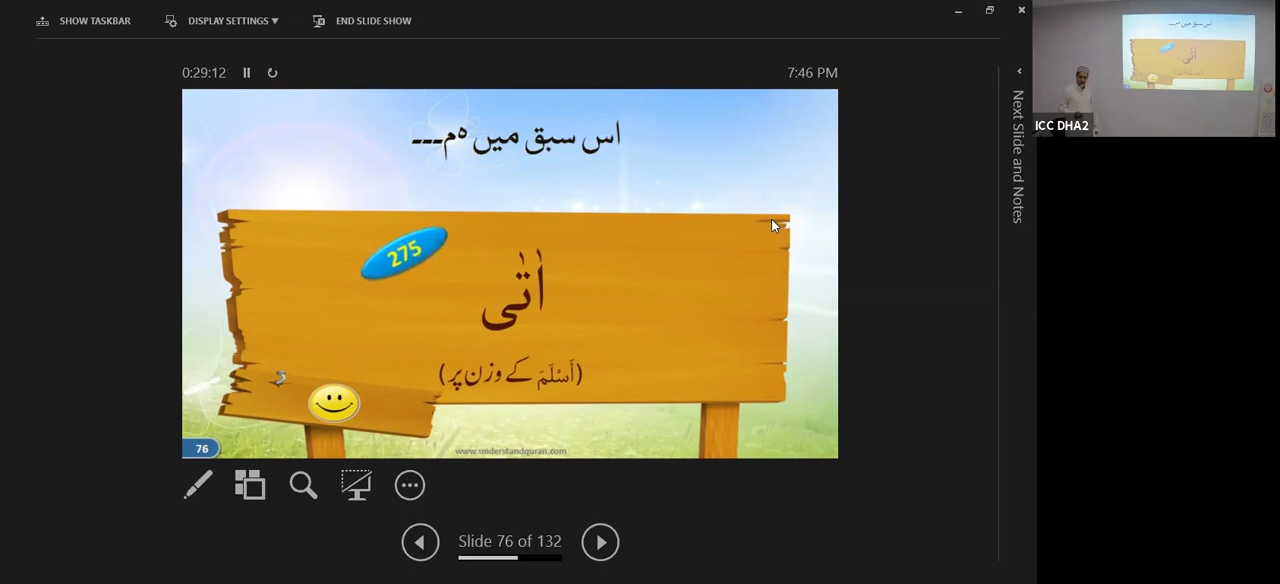 SHOW TASKBAR
DISPLAY SETTINGS ▼
END SLIDE SHOW
0:29:12
7:46 PM
اس سبق میں ہم۔۔۔
275
اٰتٰی
(أَسْلَمَ کے وزن پر)
76
www.understandquran.com
Slide 76 of 132
Next Slide and Notes
ICC DHA2